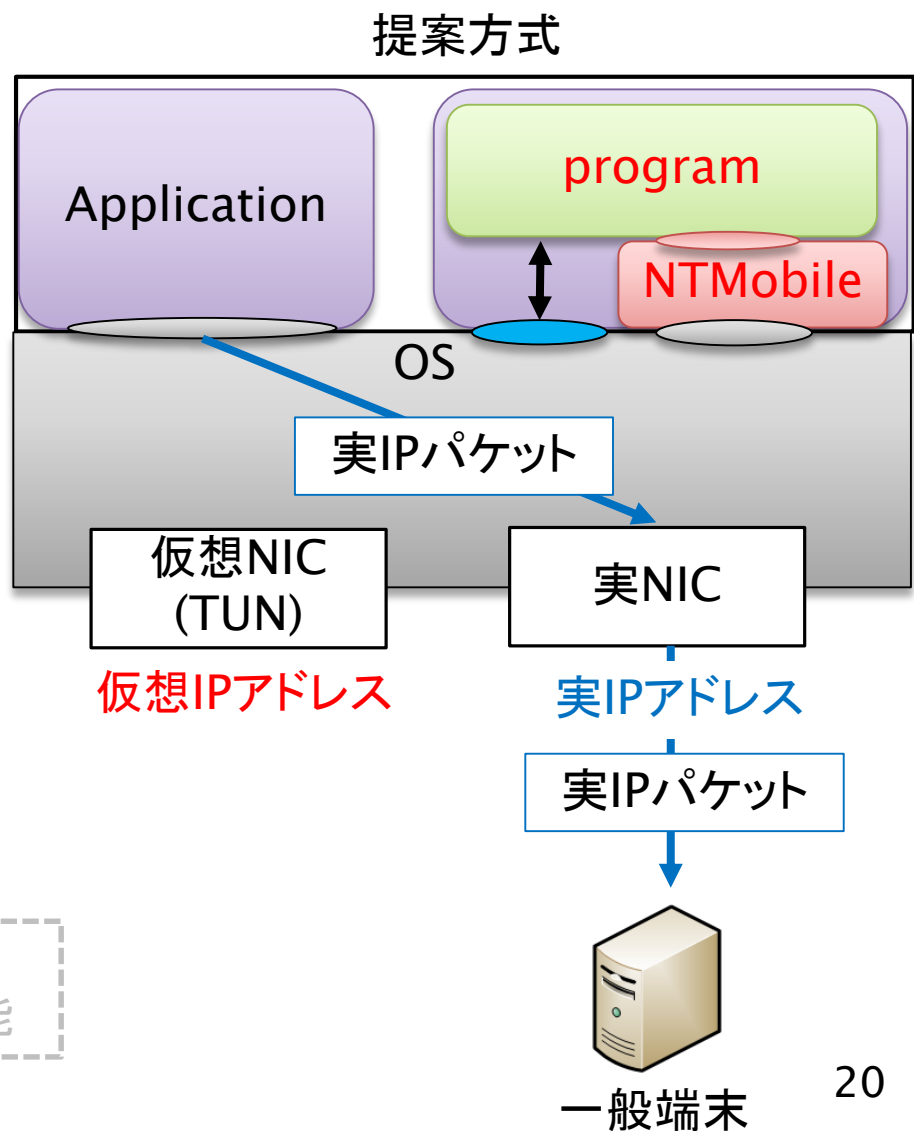 提案方式
Application
program
NTMobile
OS
実IPパケット
仮想NIC
(TUN)
実NIC
仮想IPアドレス
実IPアドレス
実IPパケット
能
一般端末
20